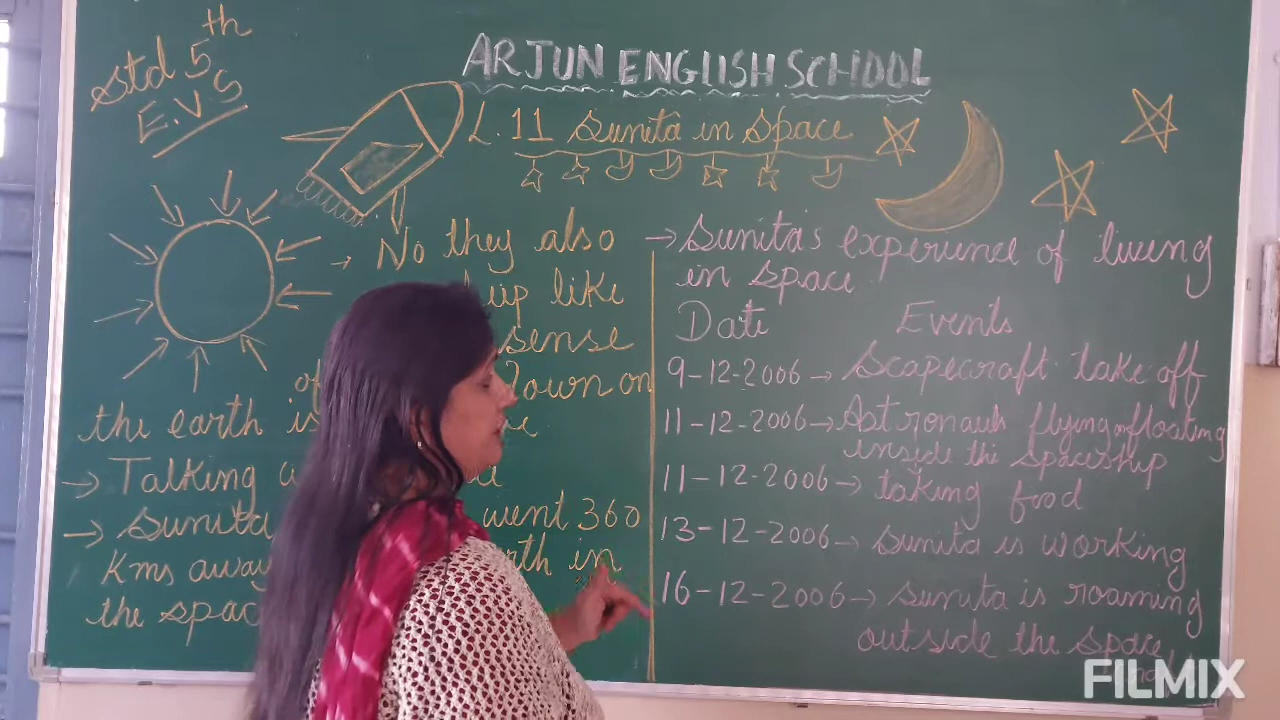 std 5th
E.V.S
ARJUN ENGLISH SCHOOL
L. 11 Sunita in Space
→ No they also
like
sense
of down on
the earth is
→ Talking
→ Sunita went 360
Kms away in
the spac
→ Sunita's experience of living
in space
Date Events
9-12-2006 → Scapecraft take off
11-12-2006 → Astronauts flying floating
inside the spaceship
11-12-2006 → taking food
13-12-2006 → Sunita is working
16-12-2006 → Sunita is roaming
outside the space
FILMIX